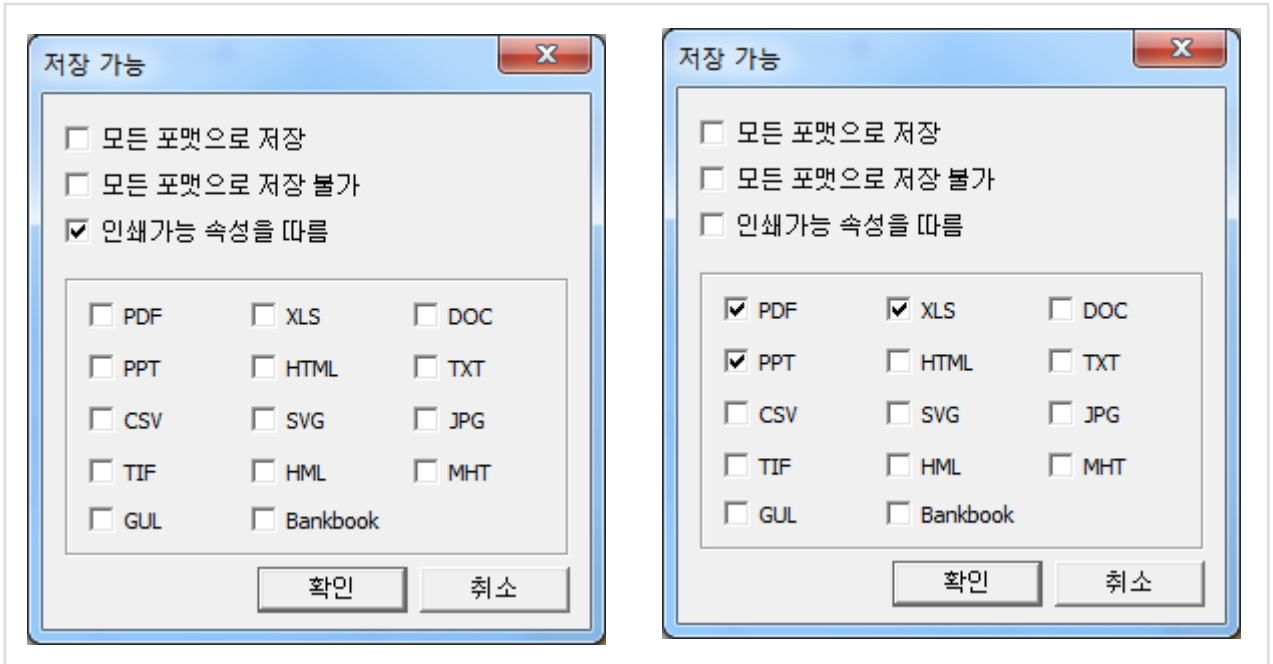 저장 가능
모든 포맷으로 저장
모든 포맷으로 저장 불가
인쇄가능 속성을 따름
PDF XLS DOC
PPT HTML TXT
CSV SVG JPG
TIF HML MHT
GUL Bankbook
확인 취소
저장 가능
모든 포맷으로 저장
모든 포맷으로 저장 불가
인쇄가능 속성을 따름
PDF XLS DOC
PPT HTML TXT
CSV SVG JPG
TIF HML MHT
GUL Bankbook
확인 취소